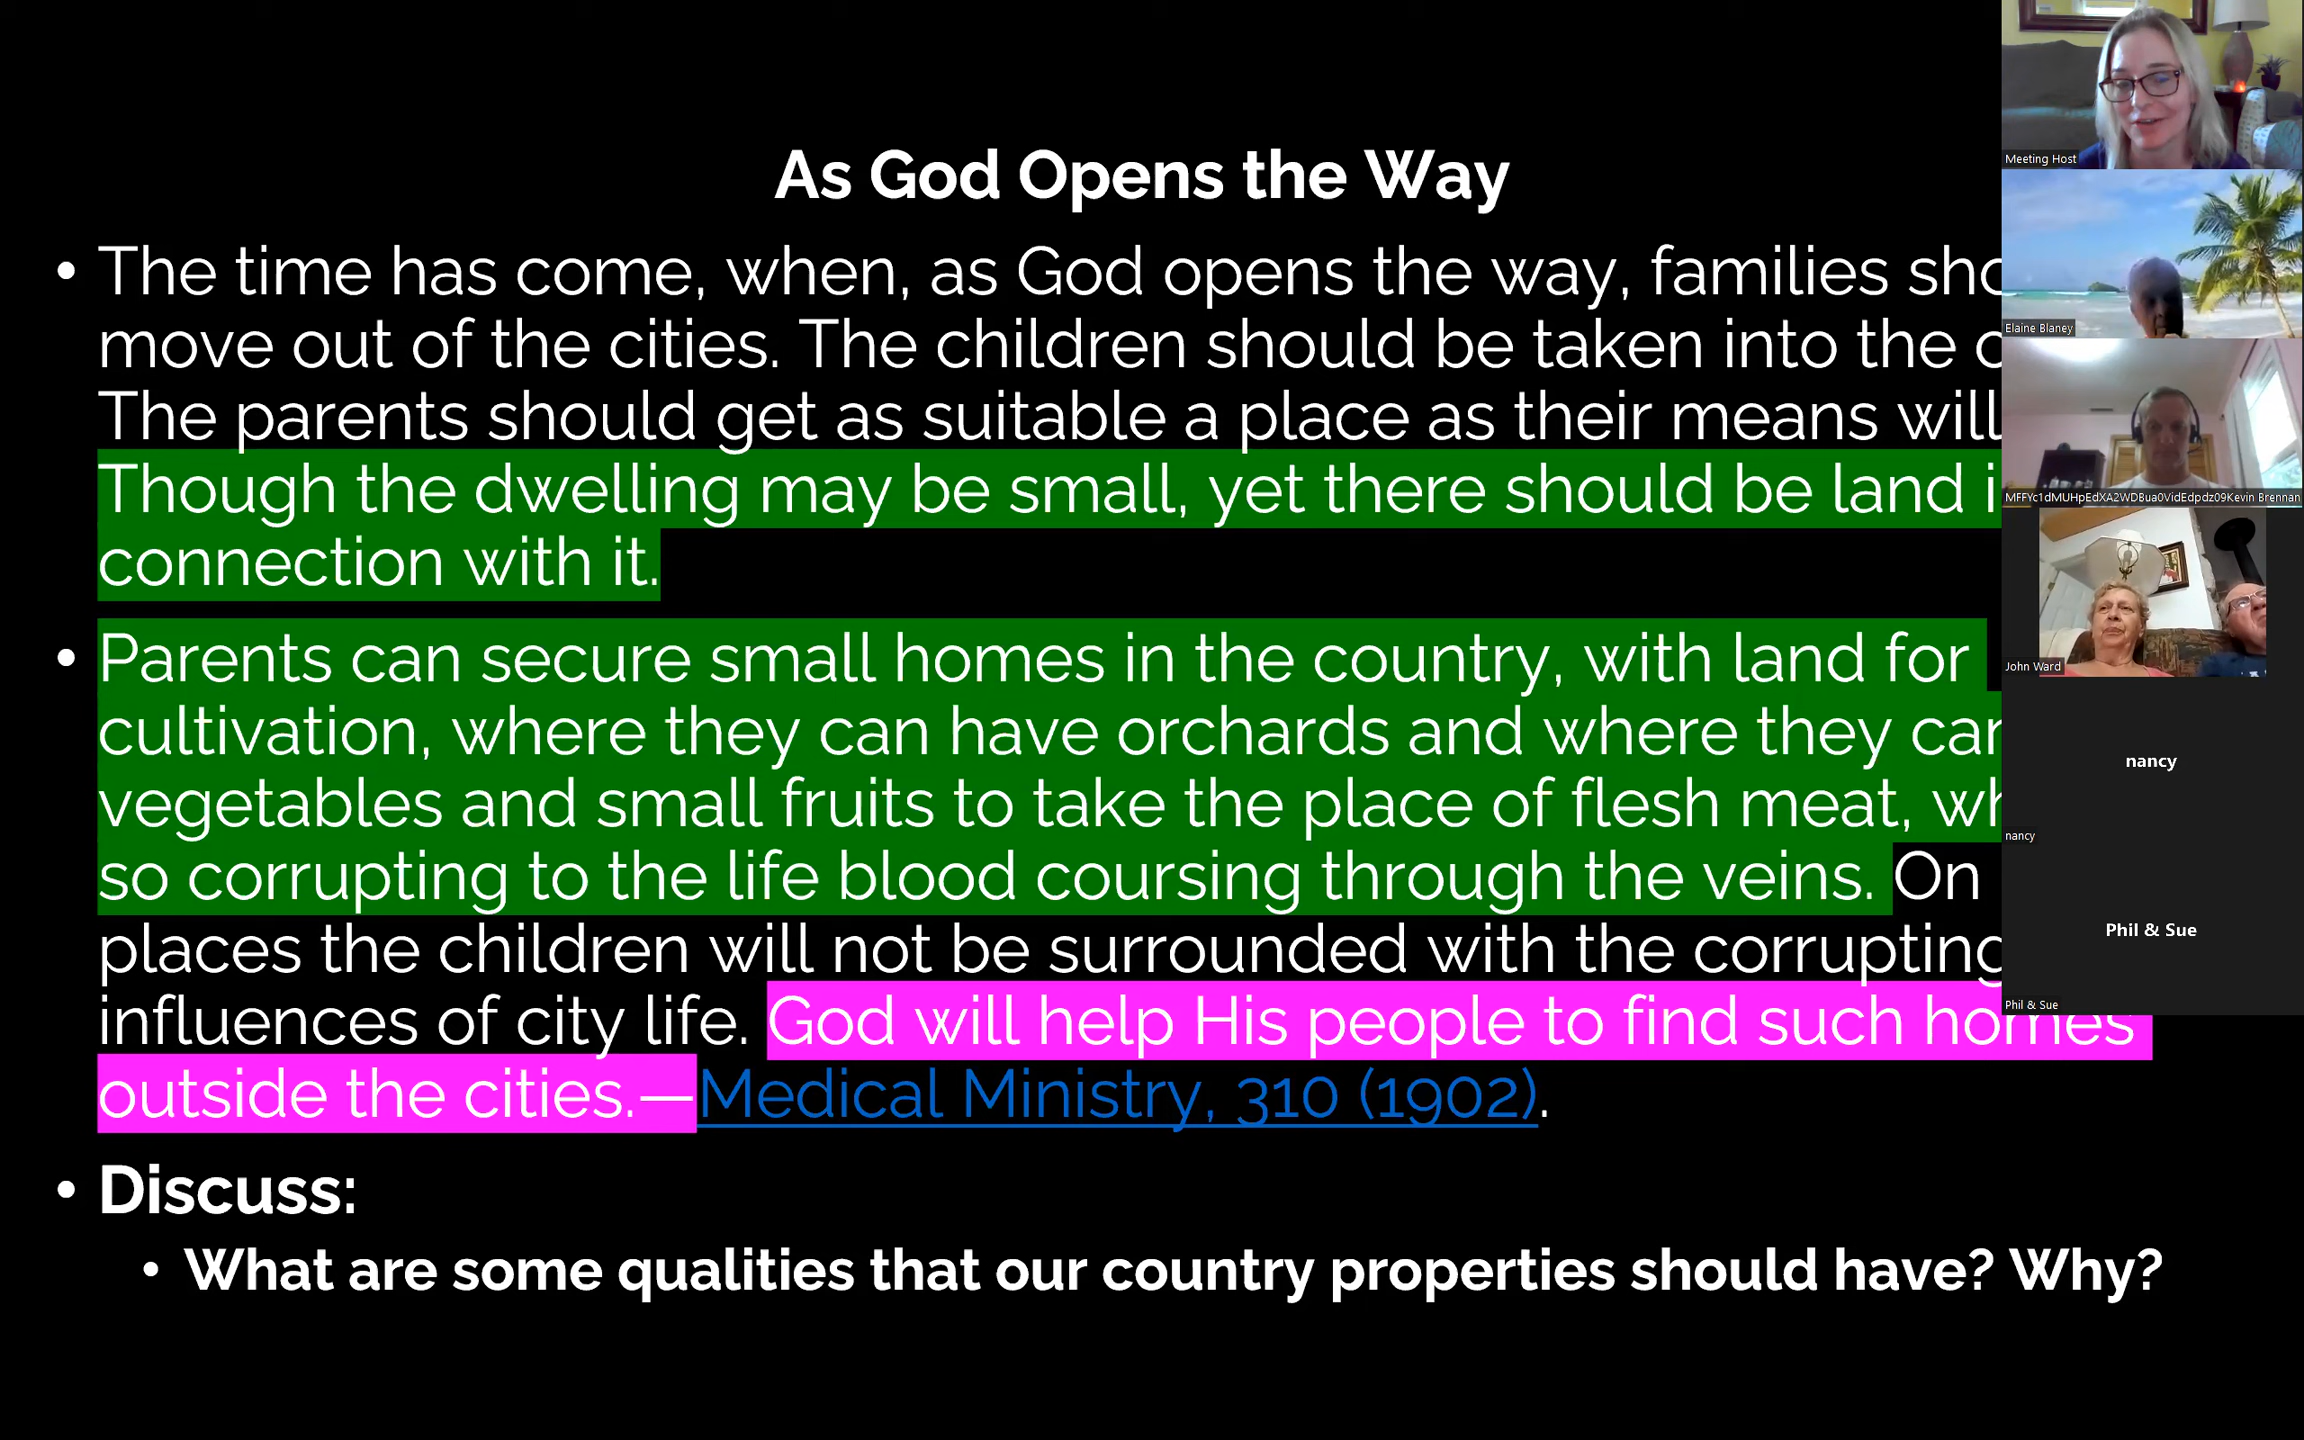 As God Opens the Way
• The time has come, when, as God opens the way, families
move out of the cities. The children should be taken into the
The parents should get as suitable a place as their means will
Though the dwelling may be small, yet there should be land
connection with it.
• Parents can secure small homes in the country, with land for
cultivation, where they can have orchards and where they
vegetables and small fruits to take the place of flesh meat,
so corrupting to the life blood coursing through the veins. On
places the children will not be surrounded with the corrupting
influences of city life. God will help His people to find such homes
outside the cities.—Medical Ministry, 310 (1902).
• Discuss:
• What are some qualities that our country properties should have? Why?
Meeting Host
Elaine Blaney
MFFYc1dMUHpEdXA2WDBua0VidEdpdz09Kevin Brennan
John Ward
nancy
nancy
Phil & Sue
Phil & Sue